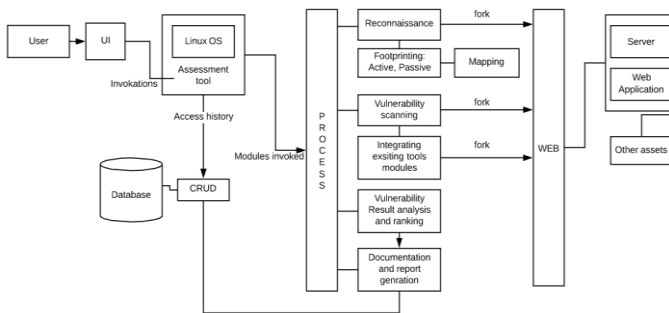 User
UI
Linux OS
Assessment
tool
Invokations
Access history
Modules invoked
Database
CRUD
P
R
O
C
E
S
S
Reconnaissance
fork
Footprinting:
Active, Passive
Mapping
Vulnerability
scanning
fork
Integrating
exsiting tools
modules
fork
Vulnerability
Result analysis
and ranking
Documentation
and report
genration
WEB
Server
Web
Application
Other assets